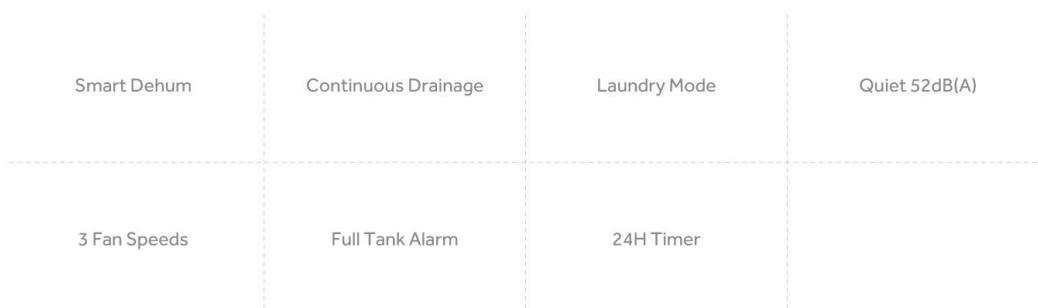 Smart Dehum
Continuous Drainage
Laundry Mode
Quiet 52dB(A)
3 Fan Speeds
Full Tank Alarm
24H Timer